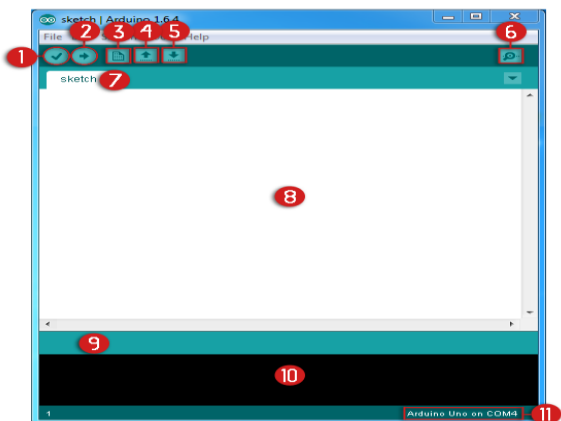 sketch | Arduino 1.6.4
2 3 4 5 6
File Help
1
sketch 7
8
9
10
1 Arduino Uno on COM4 11